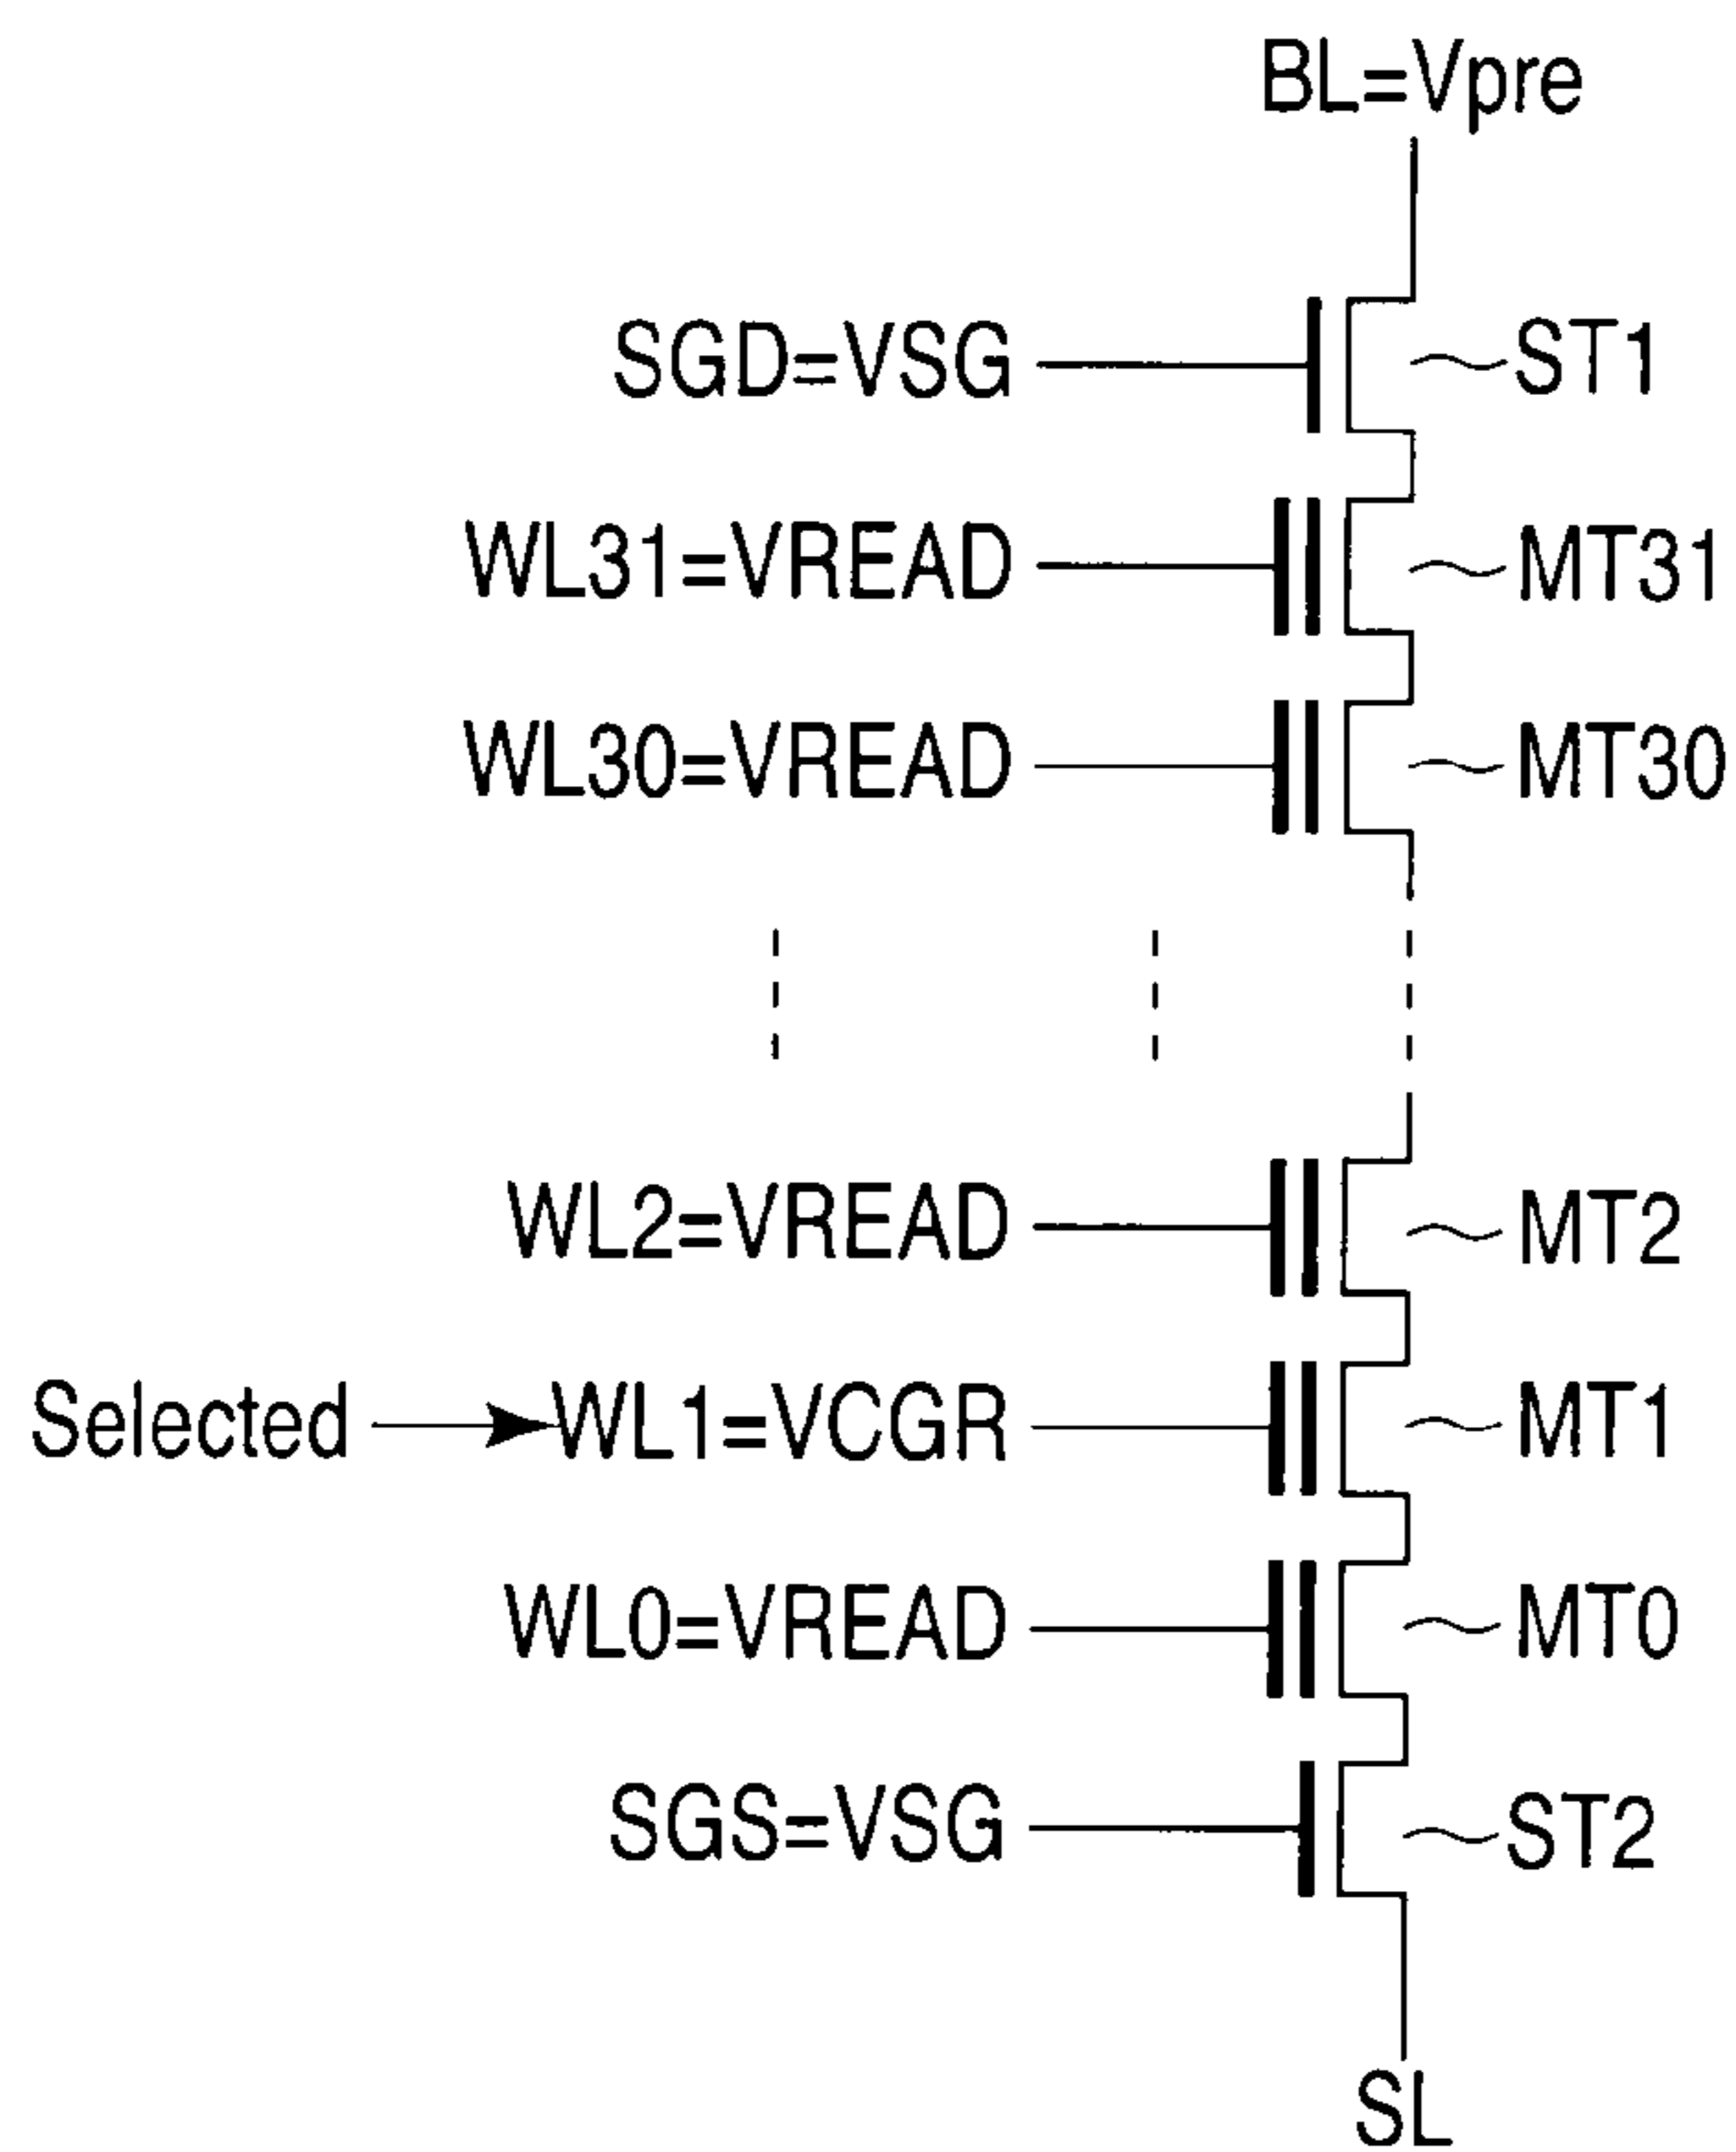 BL=Vpre
SGD=VSG ST1
WL31=VREAD MT31
WL30=VREAD MT30
WL2=VREAD MT2
Selected WL1=VCGR MT1
WL0=VREAD MT0
SGS=VSG ST2
SL